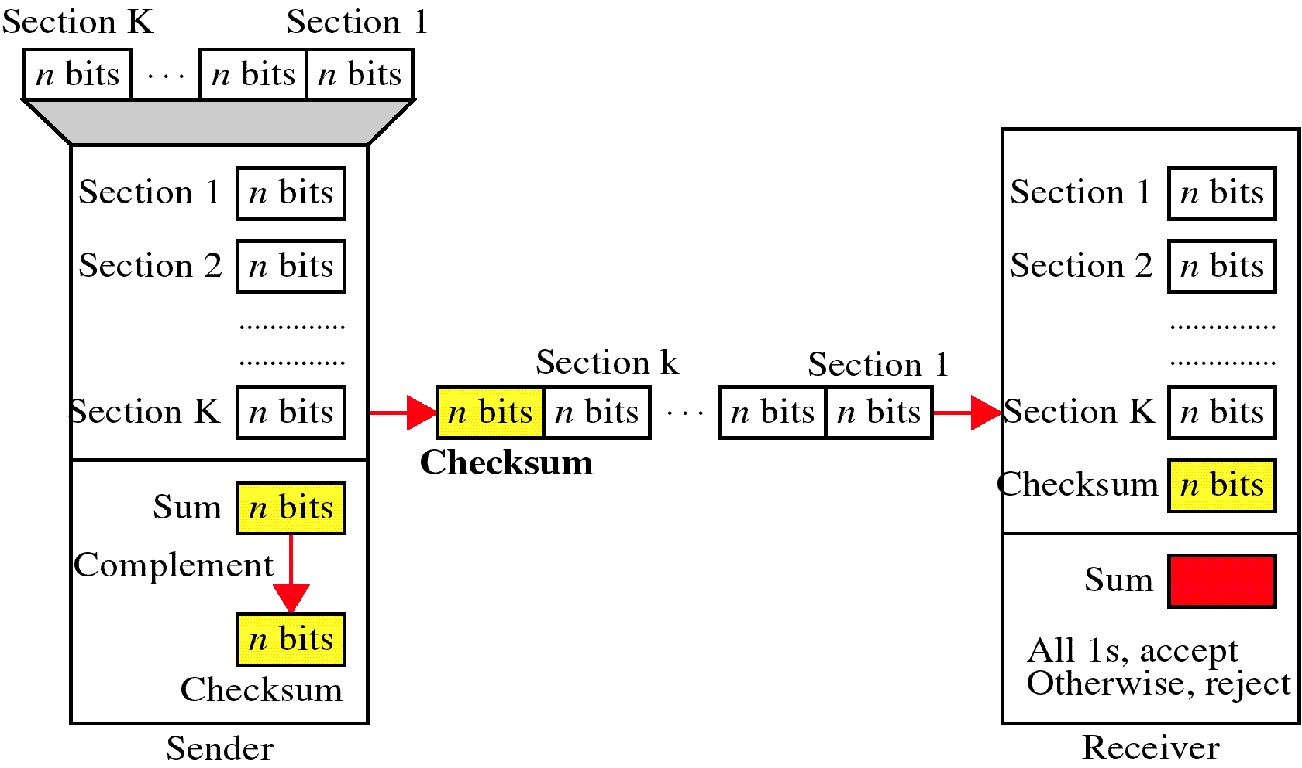 Section K Section 1
n bits ... n bits n bits
Section 1 n bits
Section 2 n bits
Section K n bits
Sum n bits
Complement
n bits
Checksum
Sender
Section k Section 1
n bits n bits ... n bits n bits
Checksum
Section 1 n bits
Section 2 n bits
Section K n bits
Checksum n bits
Sum
All 1s, accept
Otherwise, reject
Receiver